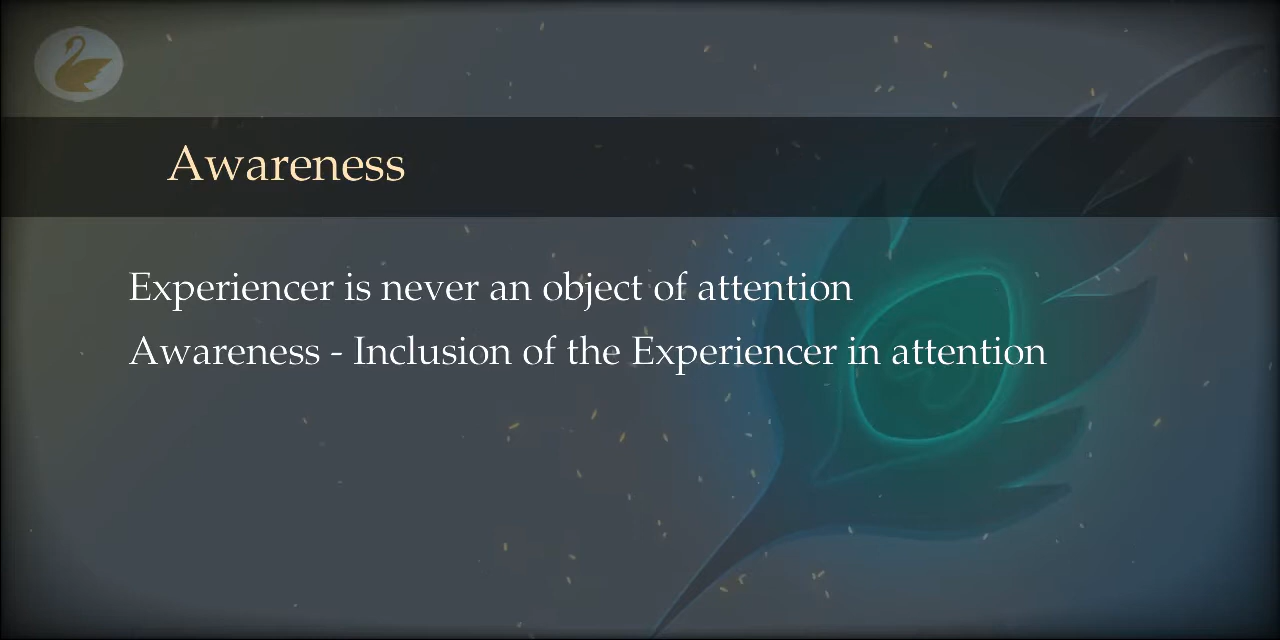 Awareness
Experiencer is never an object of attention
Awareness - Inclusion of the Experiencer in attention